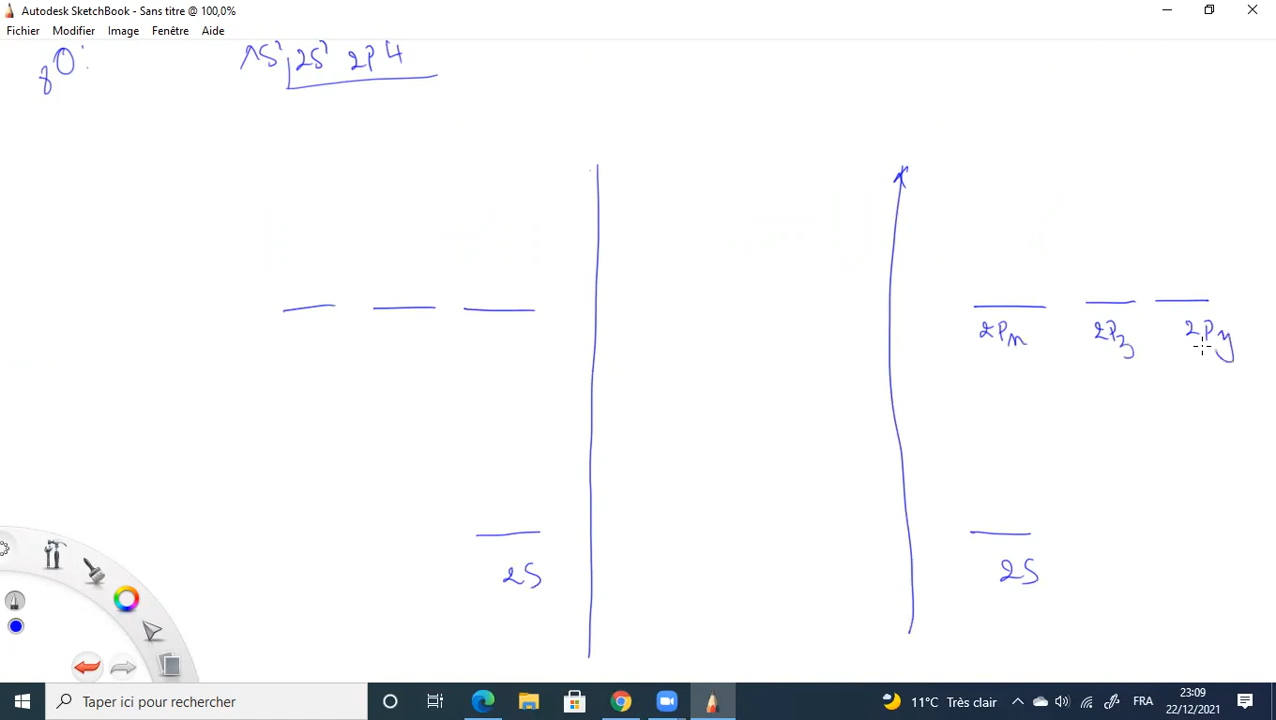 Autodesk SketchBook - Sans titre @ 100,0%
Fichier Modifier Image Fenêtre Aide
8O: 1S² 2S² 2P4
2Px 2Pz 2Py
2S 2S
Taper ici pour rechercher
11°C Très clair
FRA
23:09
22/12/2021